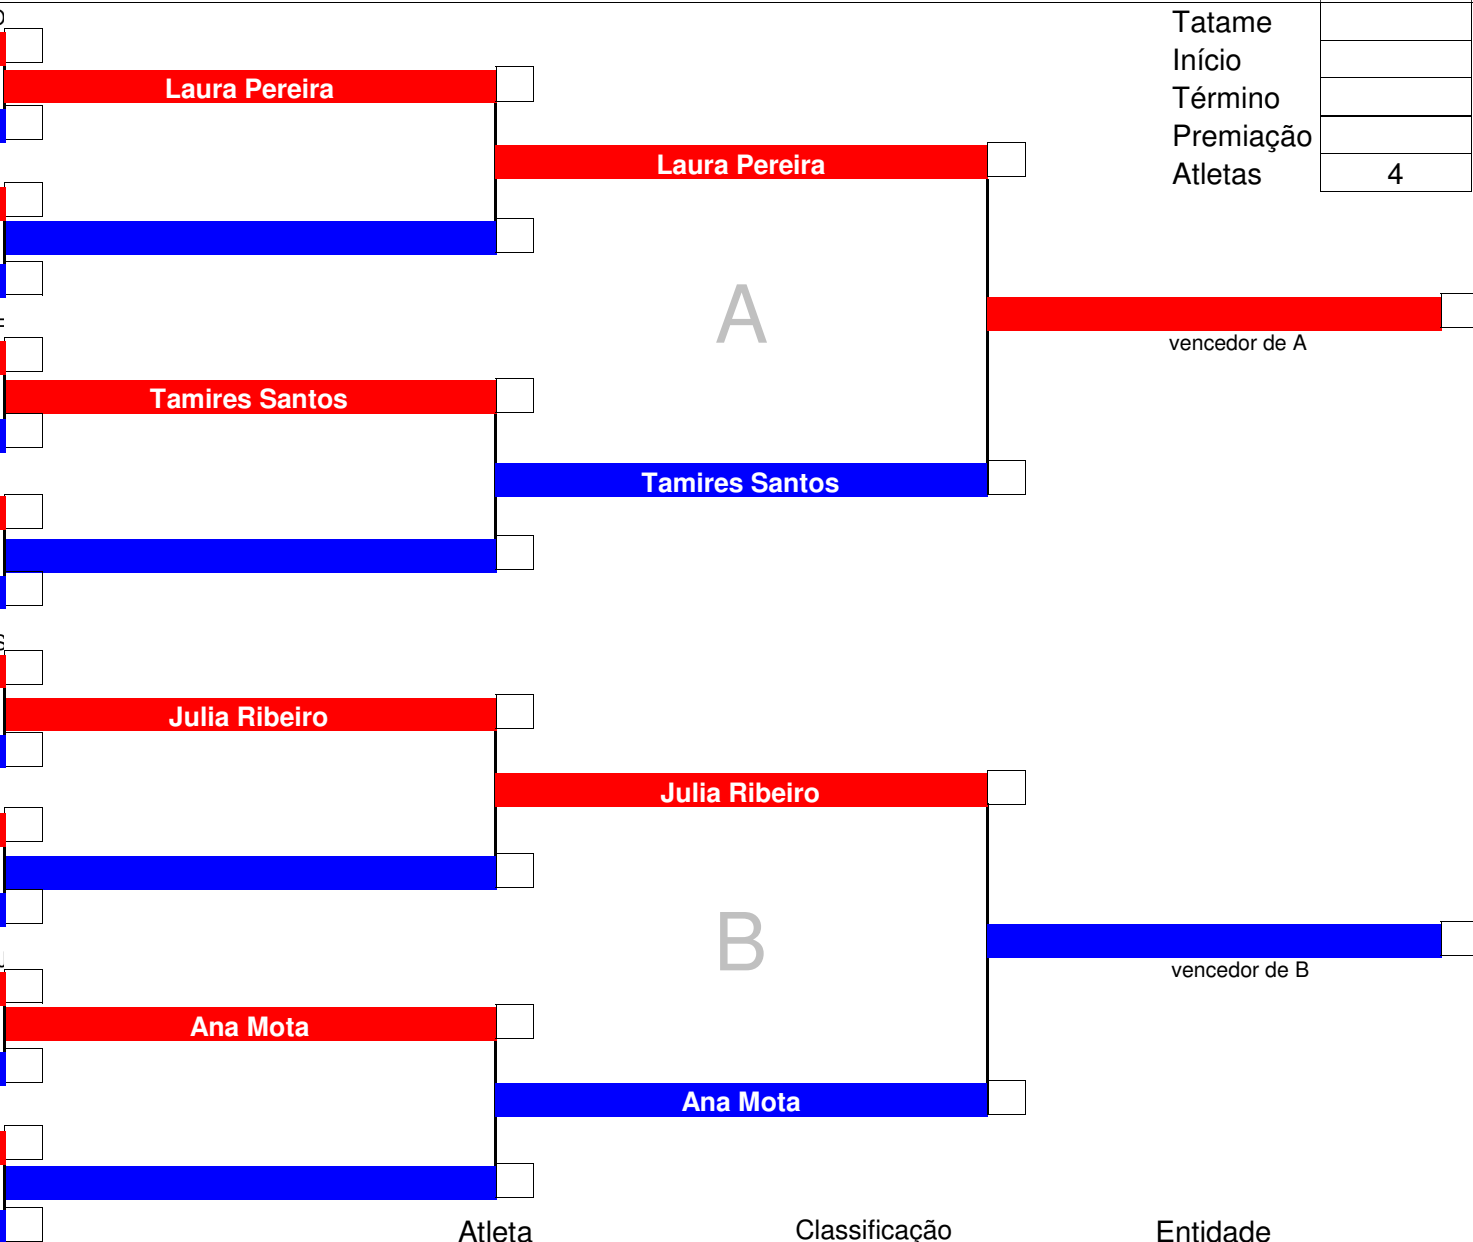 Tatame
Início
Término
Premiação
Atletas 4
Laura Pereira
Laura Pereira
A
vencedor de A
Tamires Santos
Tamires Santos
Julia Ribeiro
Julia Ribeiro
B
vencedor de B
Ana Mota
Ana Mota
Atleta Classificação Entidade